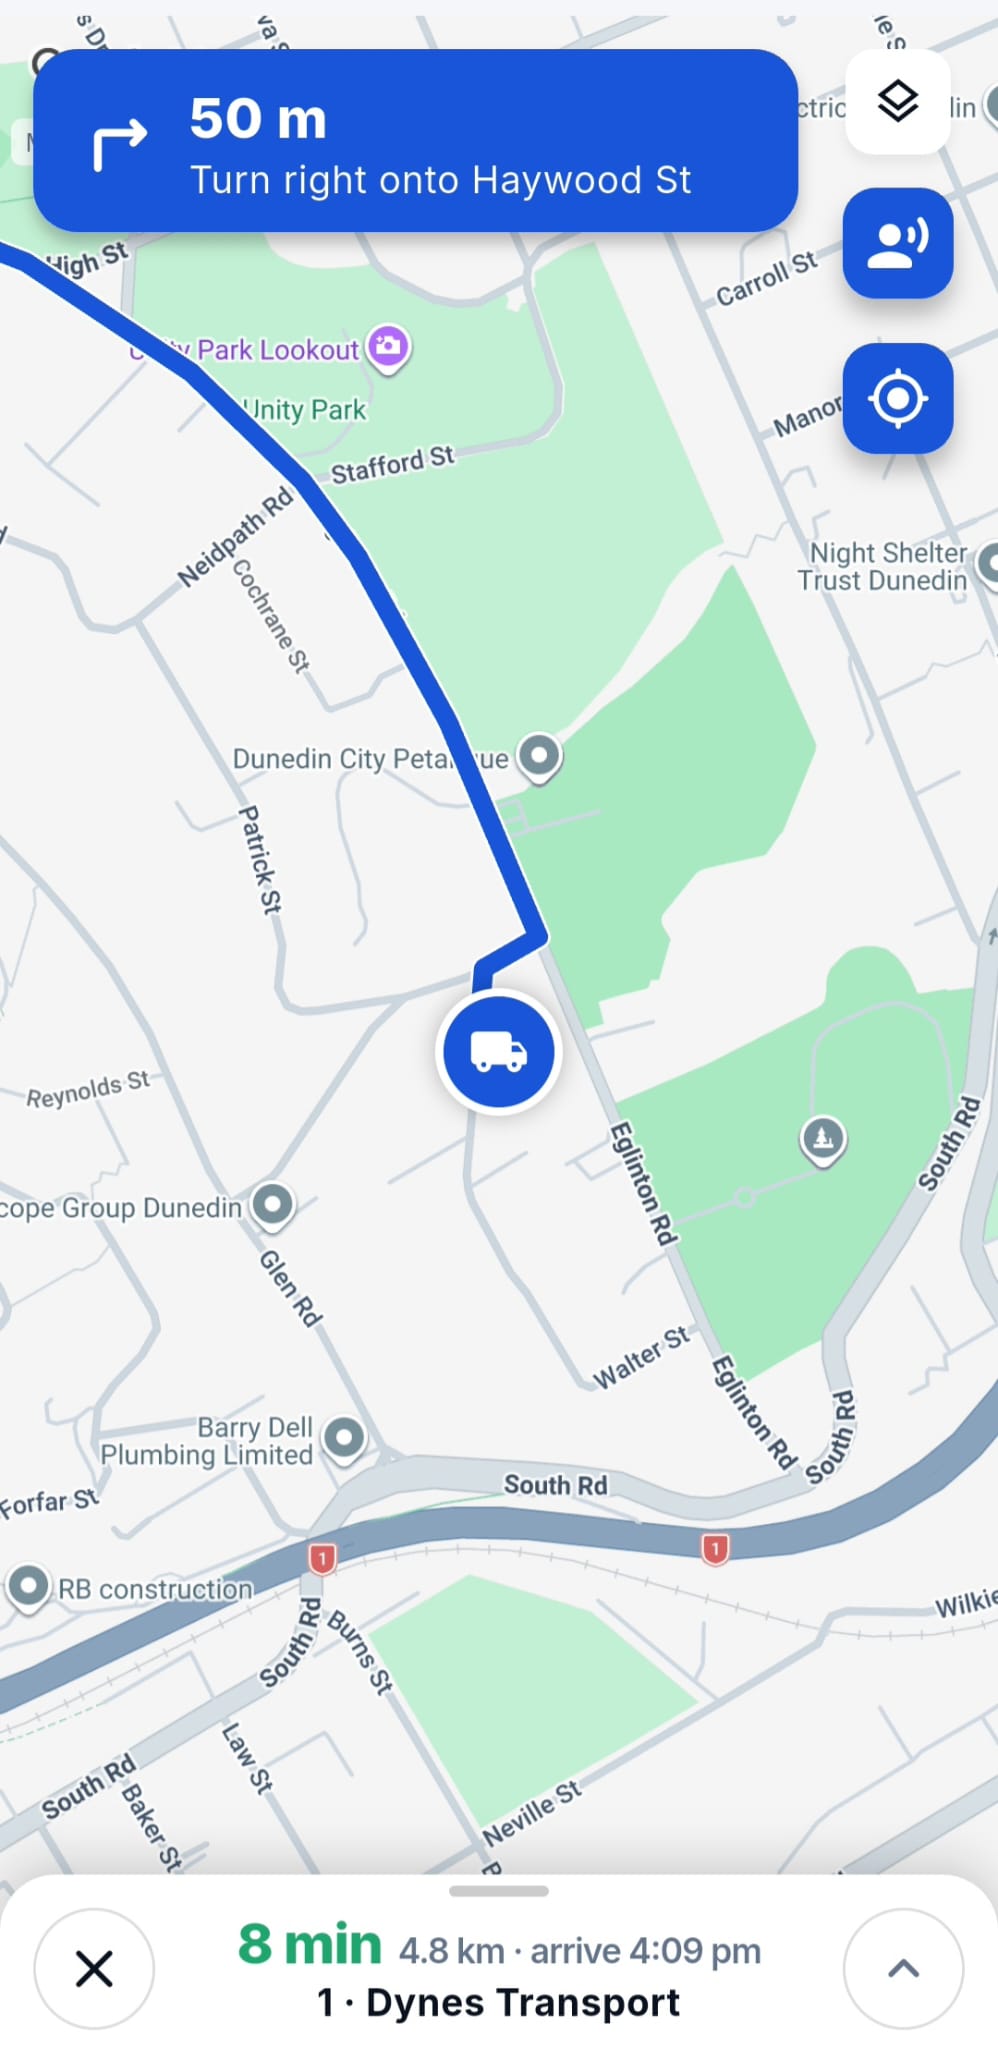 50 m
Turn right onto Haywood St
High St
Carroll St
Park Lookout
Unity Park
Manor
Stafford St
Neidpath Rd
Cochrane St
Night Shelter
Trust Dunedin
Dunedin City
Patrick St
Reynolds St
South Rd
Eglinton Rd
cope Group Dunedin
Glen Rd
Walter St
Eglinton Rd
South Rd
Barry Dell
Plumbing Limited
South Rd
Forfar St
1
1
RB construction
Wilkie
South Rd
Burns St
Law St
South Rd
Baker St
Neville St
8 min 4.8 km · arrive 4:09 pm
1 · Dynes Transport